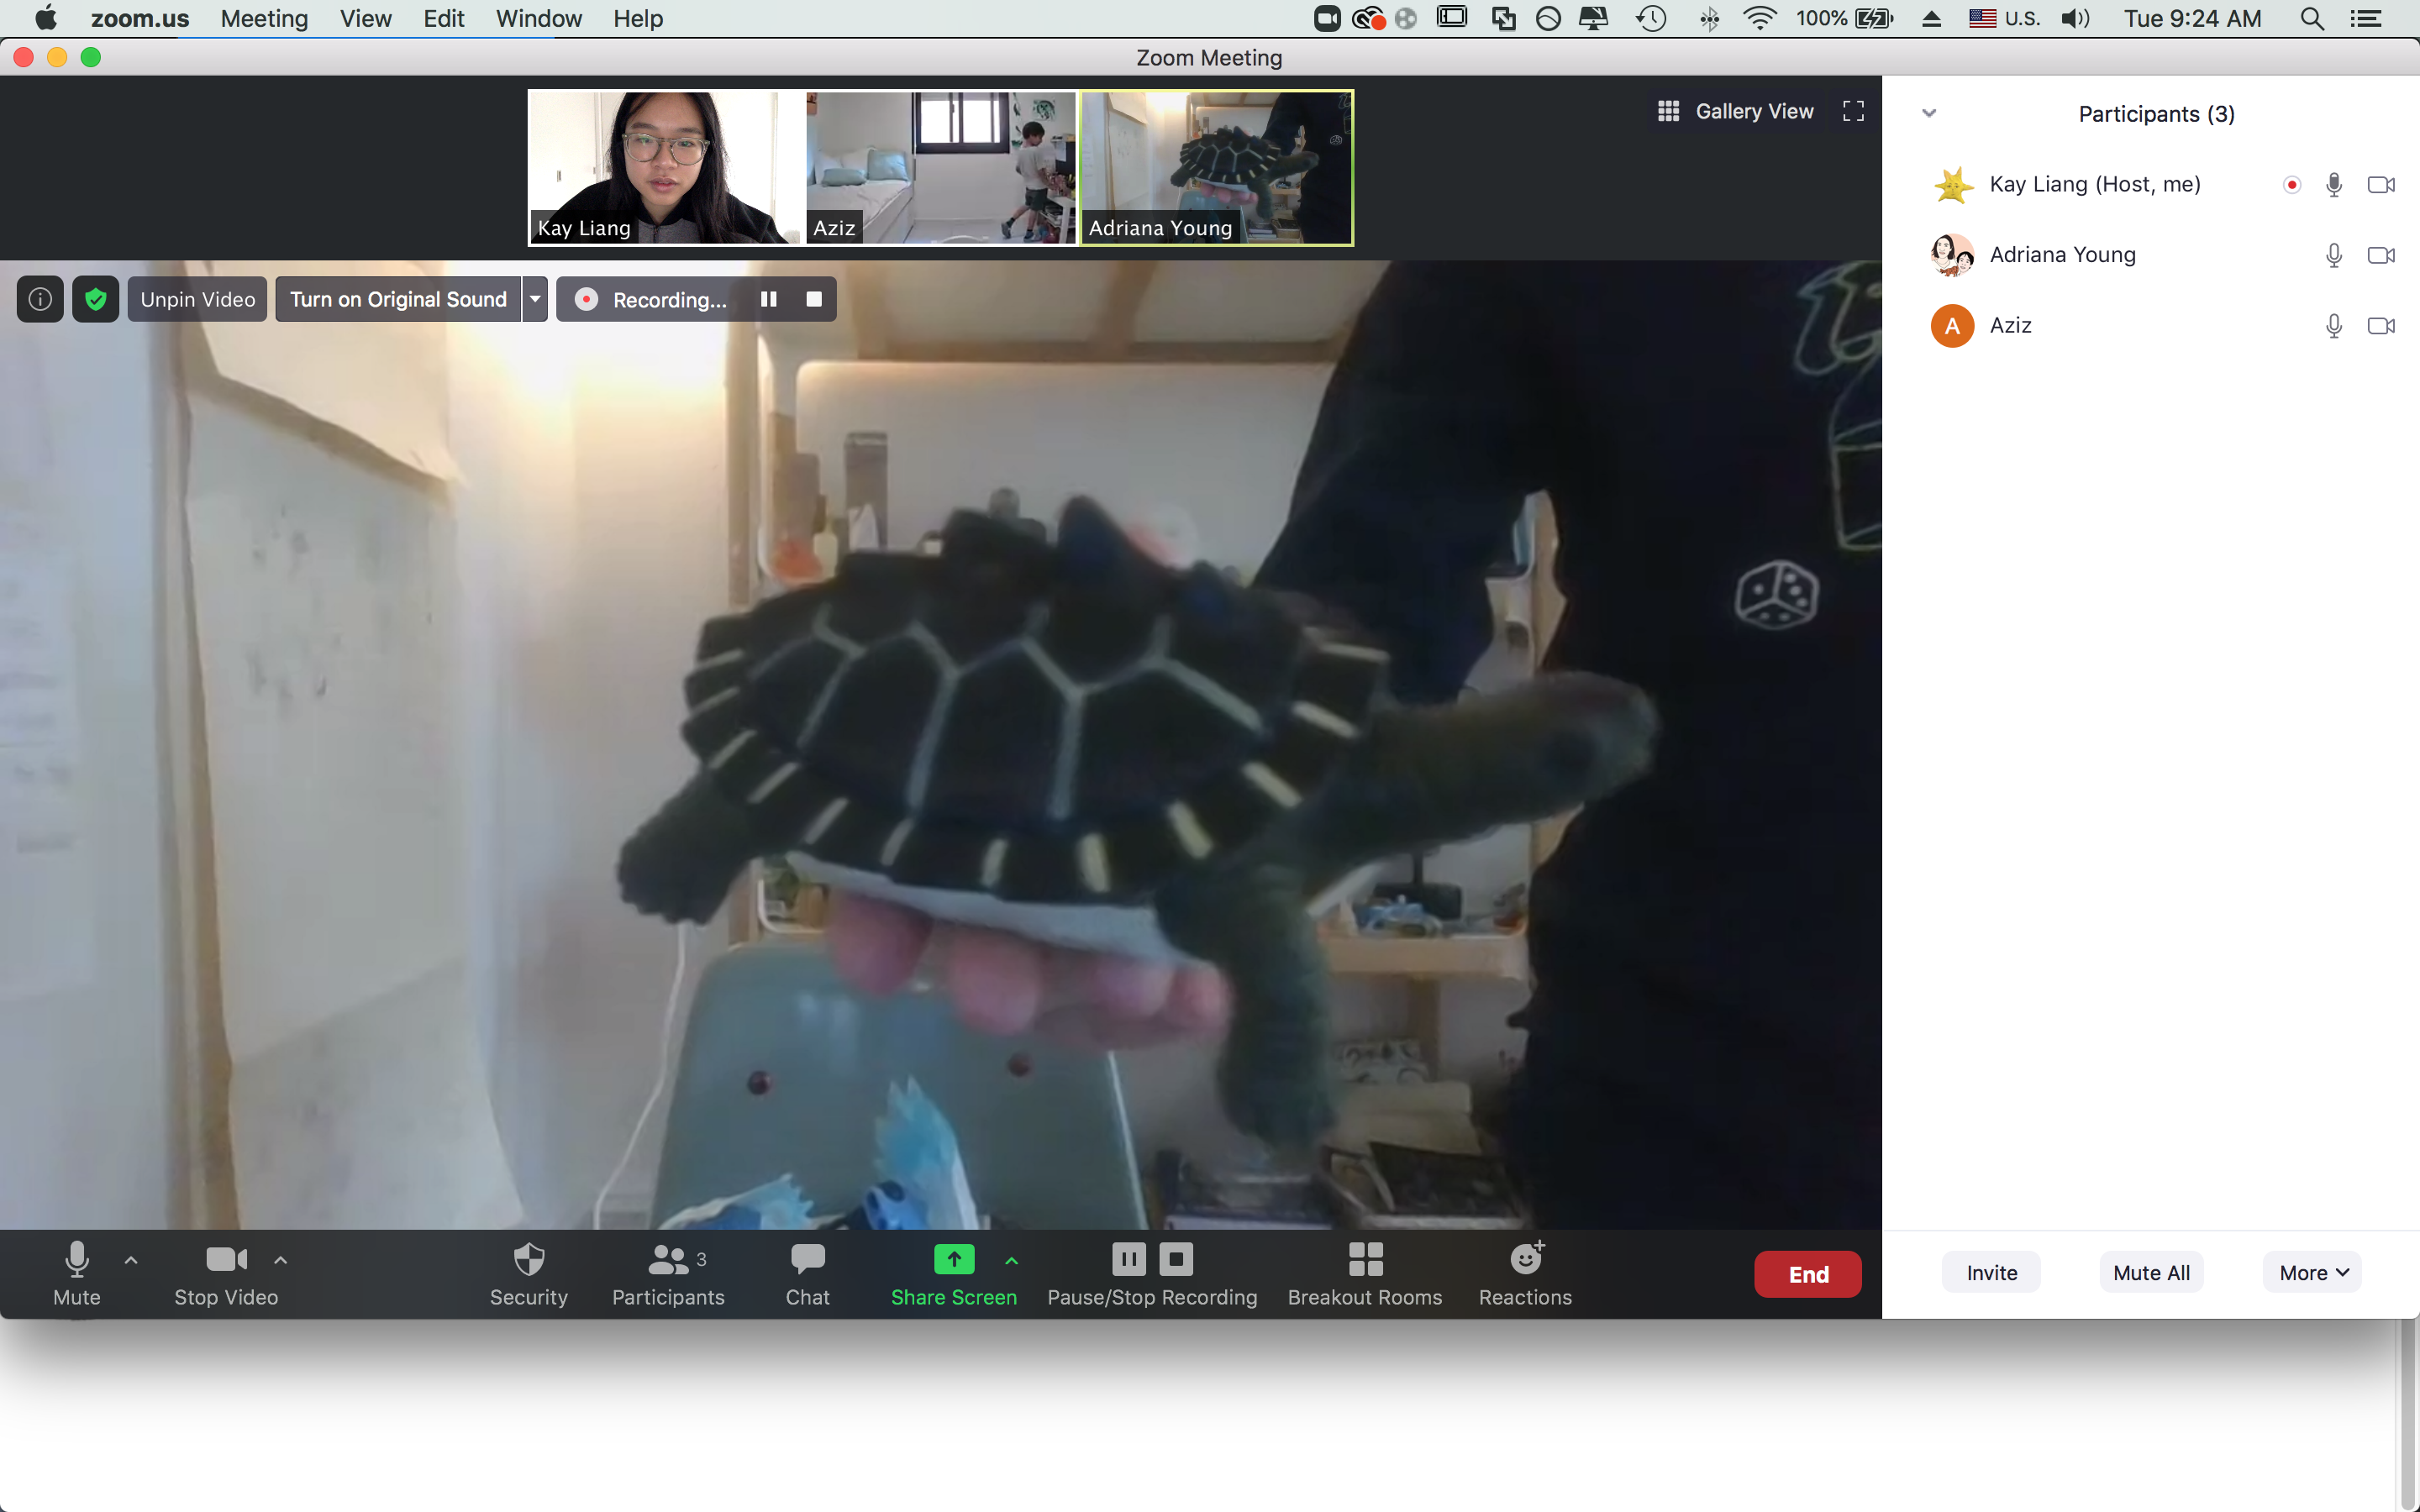 zoom.us Meeting View Edit Window Help 100% U.S. Tue 9:24 AM
Zoom Meeting
Kay Liang
Aziz
Adriana Young
Gallery View
Unpin Video
Turn on Original Sound
Recording...
Participants (3)
Kay Liang (Host, me)
Adriana Young
A Aziz
Mute
Stop Video
Security
3
Participants
Chat
Share Screen
Pause/Stop Recording
Breakout Rooms
Reactions
End
Invite
Mute All
More